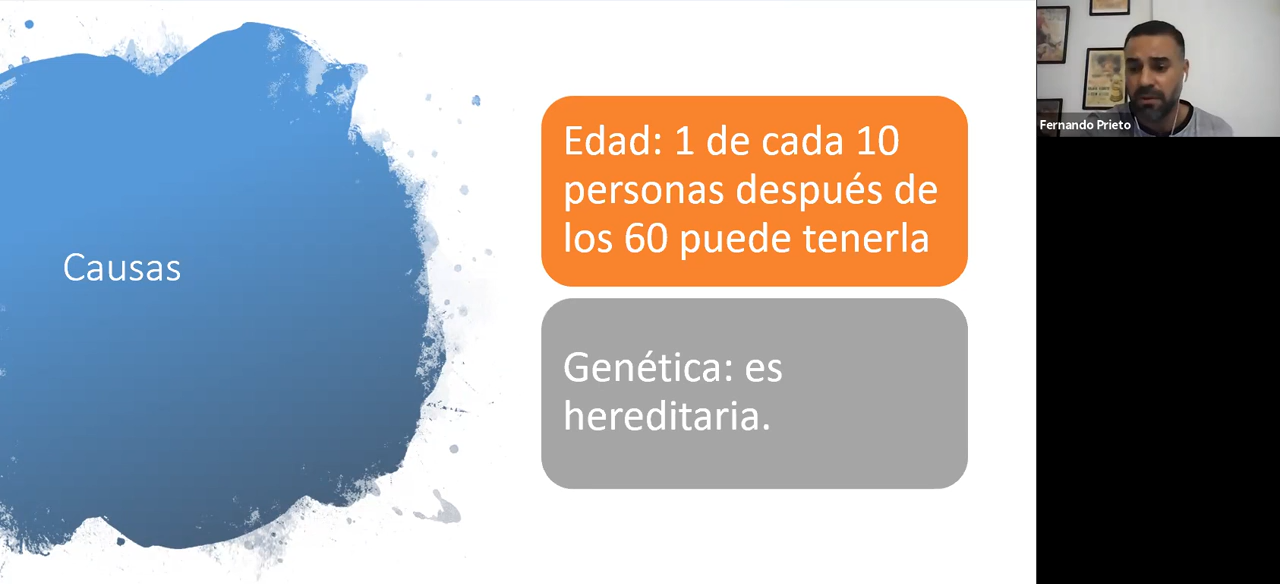 Causas
Edad: 1 de cada 10
personas después de
los 60 puede tenerla
Genética: es
hereditaria.
Fernando Prieto